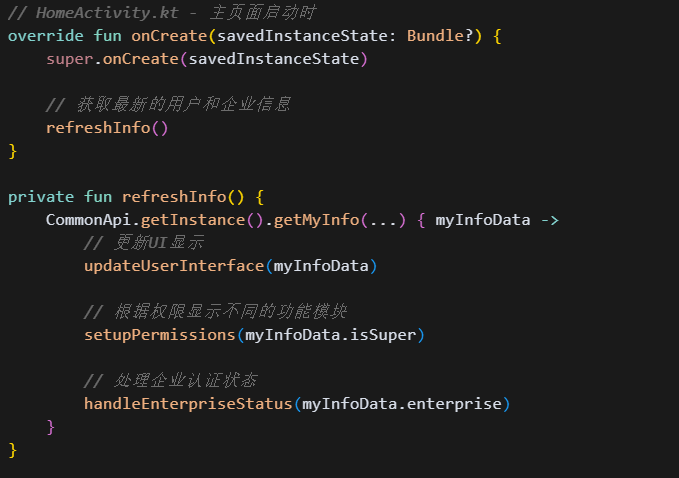 // HomeActivity.kt - 主页面启动时
override fun onCreate(savedInstanceState: Bundle?) {
    super.onCreate(savedInstanceState)
    // 获取最新的用户和企业信息
    refreshInfo()
}
private fun refreshInfo() {
    CommonApi.getInstance().getMyInfo(...) { myInfoData ->
        // 更新UI显示
        updateUserInterface(myInfoData)
        // 根据权限显示不同的功能模块
        setupPermissions(myInfoData.isSuper)
        // 处理企业认证状态
        handleEnterpriseStatus(myInfoData.enterprise)
    }
}